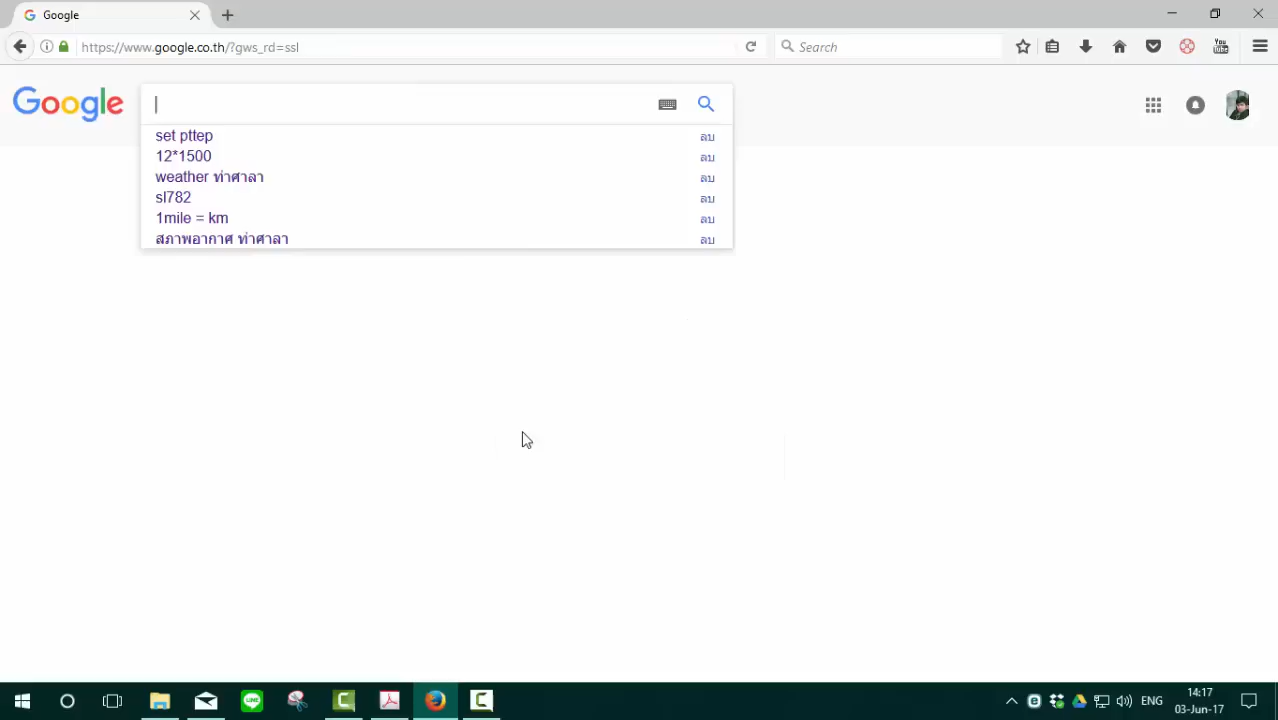 Google
https://www.google.co.th/?gws_rd=ssl
Search
You
Tube
Google
set pttep ลบ
12*1500 ลบ
weather ท่าศาลา ลบ
sl782 ลบ
1mile = km ลบ
สภาพอากาศ ท่าศาลา ลบ
LINE
ENG
14:17
03-Jun-17